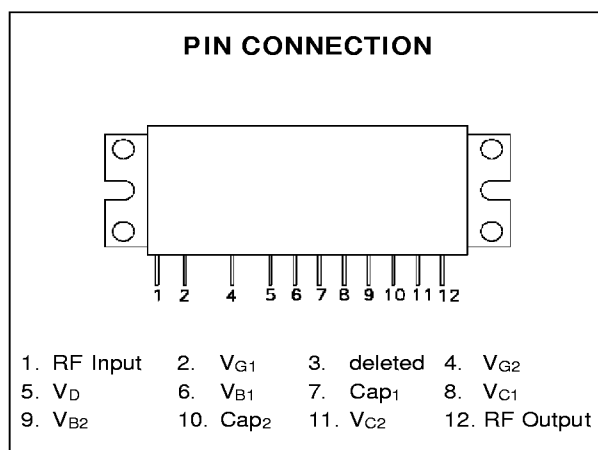 PIN CONNECTION
1 2 4 5 6 7 8 9 10 11 12
1. RF Input 2. VG1 3. deleted 4. VG2
5. VD 6. VB1 7. Cap1 8. VC1
9. VB2 10. Cap2 11. VC2 12. RF Output